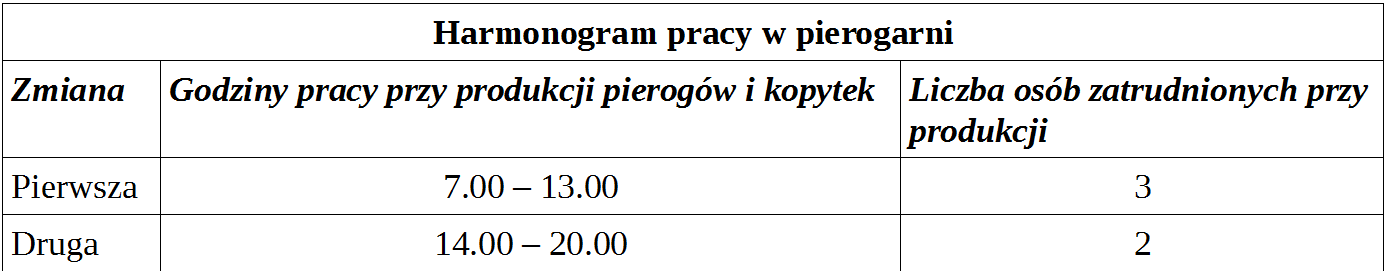 Harmonogram pracy w pierogarni
Zmiana Godziny pracy przy produkcji pierogów i kopytek Liczba osób zatrudnionych przy
produkcji
Pierwsza 7.00 – 13.00 3
Druga 14.00 – 20.00 2